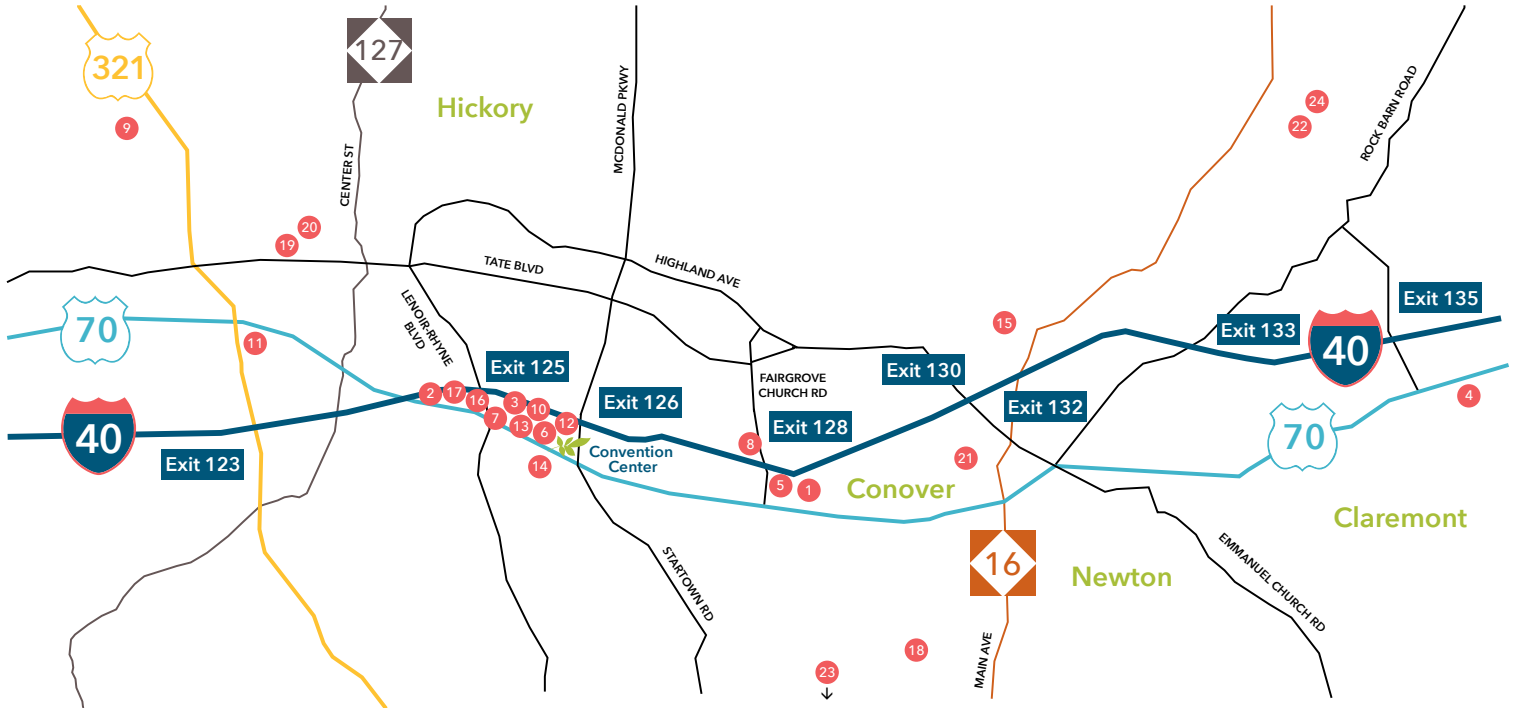 321
127
Hickory
MCDONALD PKWY
ROCK BARN ROAD
24
22
9
CENTER ST
20
19
TATE BLVD
HIGHLAND AVE
70
LENOIR-RHYNE
BLVD
11
15
Exit 133
40
Exit 135
Exit 125
FAIRGROVE
CHURCH RD
Exit 130
2
17
16
3
10
7
13
6
12
Exit 126
Exit 132
4
40
Exit 123
14
Convention
Center
8
Exit 128
21
70
5
1
Conover
Claremont
16
Newton
STARTOWN RD
EMMANUEL CHURCH RD
23
18
MAIN AVE